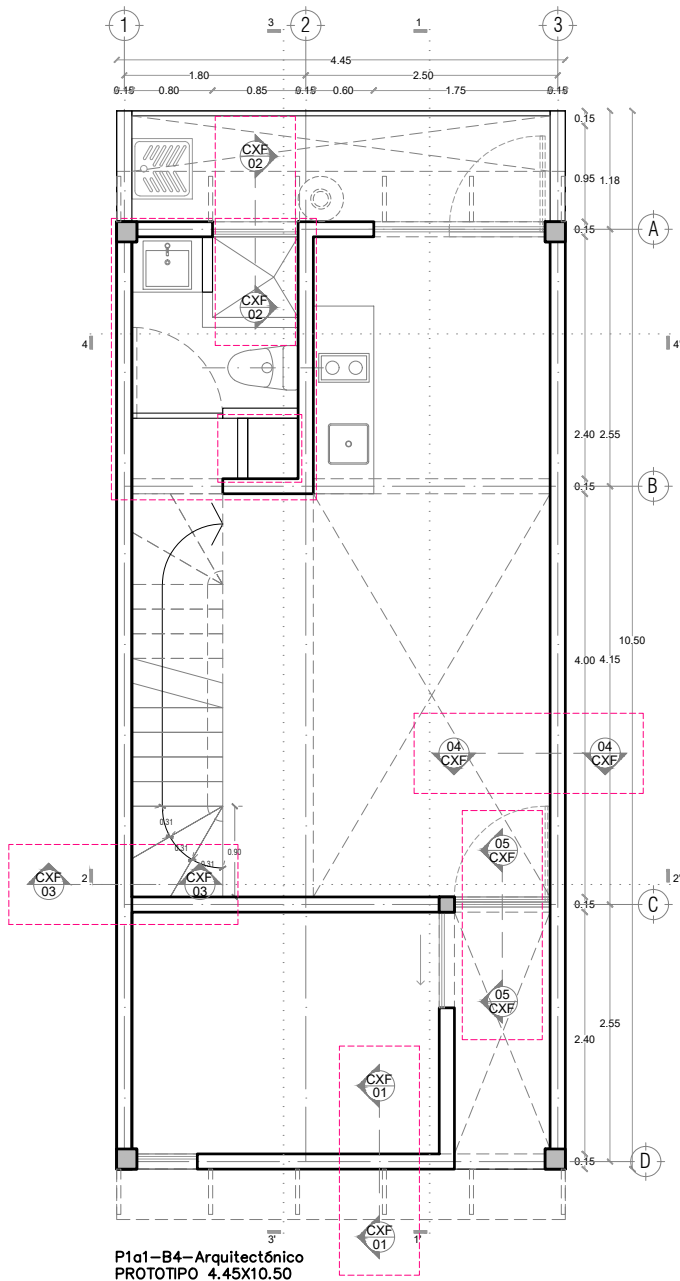 1 2 3
3 1
4.45
1.80 2.50
0.15 0.80 0.85 0.15 0.60 1.75 0.15
0.15
CXF
02
0.95 1.18
0.15 A
CXF
02
4 4'
2.40 2.55
0.15 B
10.50
4.00 4.15
04
CXF
04
CXF
0.31
0.31
0.31
0.90
05
CXF
CXF
03
CXF
03
2 2'
0.15 C
05
CXF
2.55
2.40
CXF
01
0.15 D
3' 1'
CXF
01
P1a1-B4-Arquitectónico
PROTOTIPO 4.45X10.50